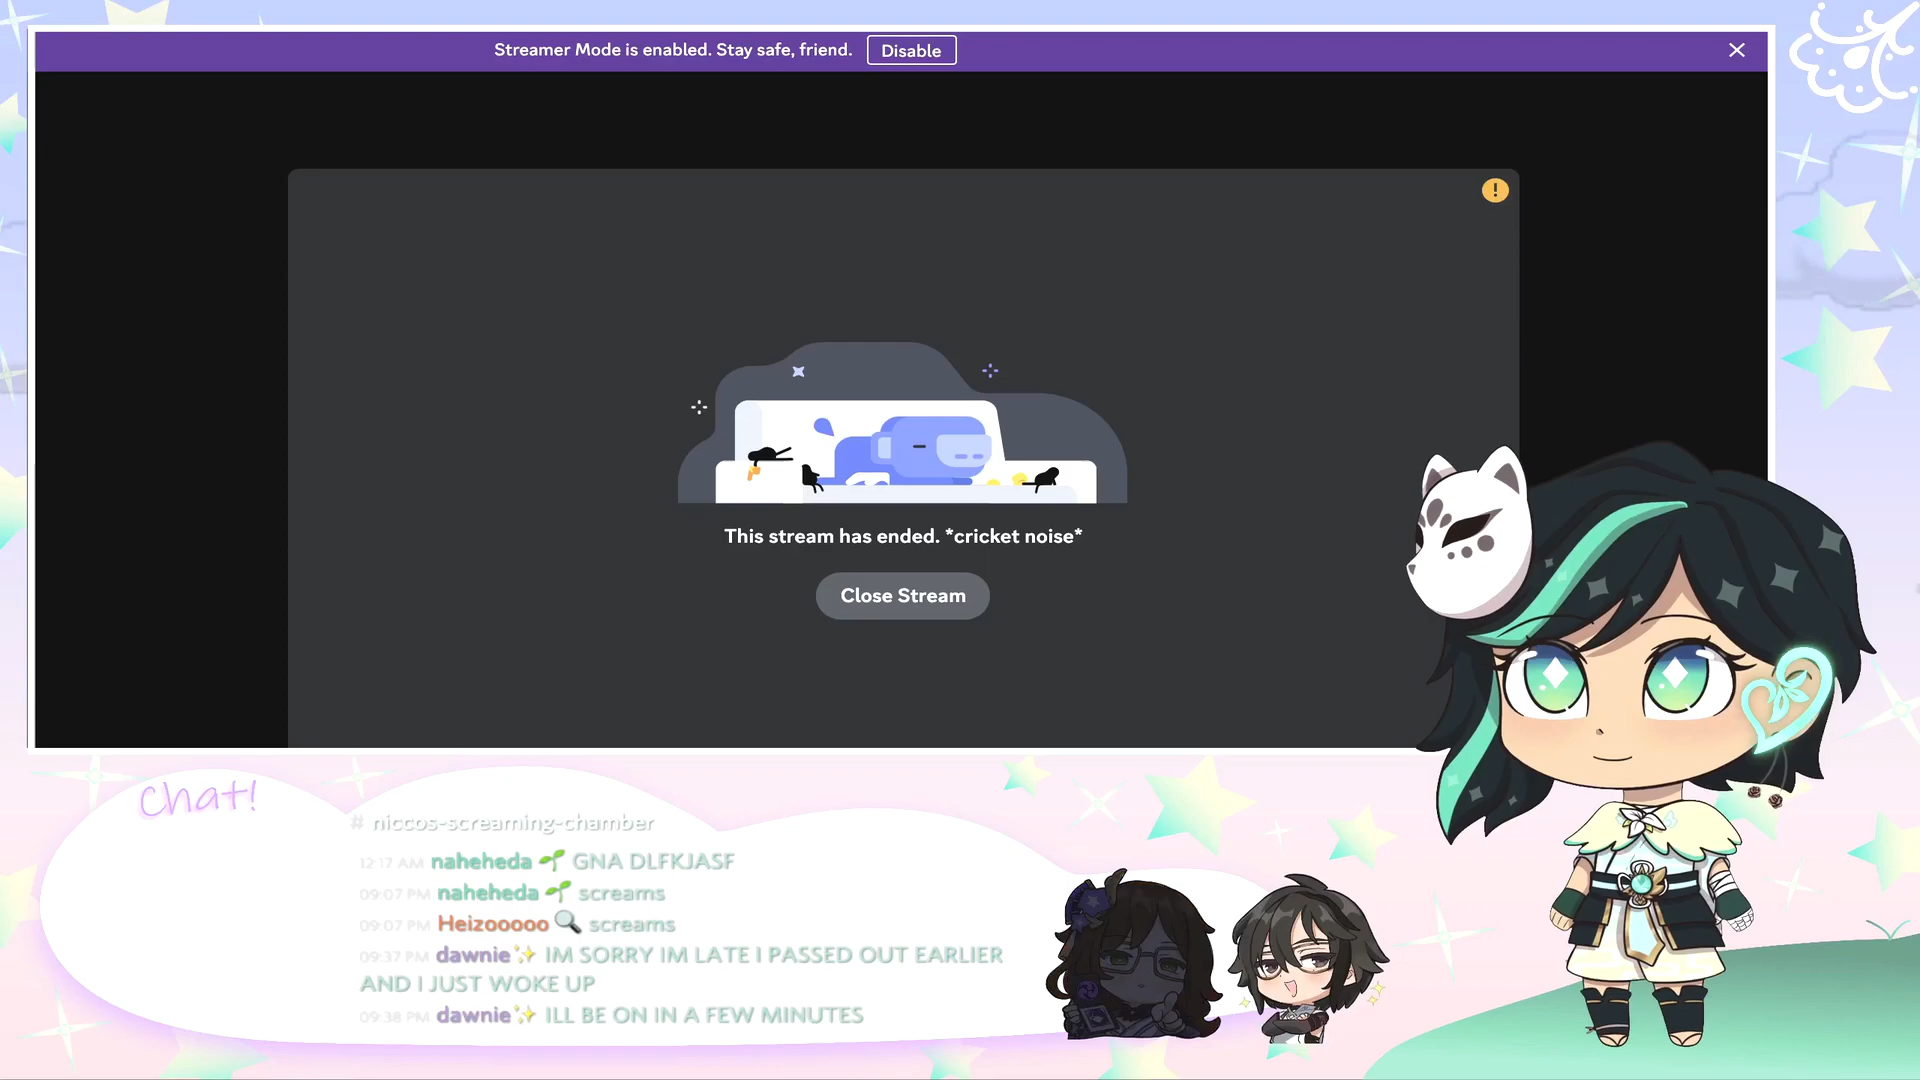 Streamer Mode is enabled. Stay safe, friend. Disable
This stream has ended. *cricket noise*
Close Stream
Chat!
# niccos-screaming-chamber
12:17 AM naheheda GNA DLFKJASF
09:07 PM naheheda screams
09:07 PM Heizooooo screams
09:37 PM dawnie IM SORRY IM LATE I PASSED OUT EARLIER
AND I JUST WOKE UP
09:38 PM dawnie ILL BE ON IN A FEW MINUTES